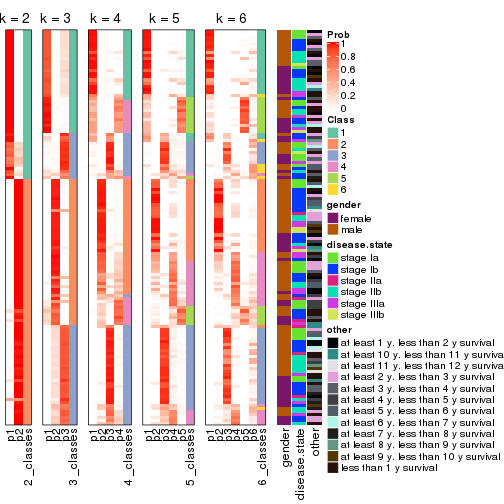 k = 2
k = 3
k = 4
k = 5
k = 6
Prob
1
0.8
0.6
0.4
0.2
0
Class
1
2
3
4
5
6
gender
female
male
disease.state
stage Ia
stage Ib
stage IIa
stage IIb
stage IIIa
stage IIIb
other
at least 1 y. less than 2 y survival
at least 10 y. less than 11 y survival
at least 11 y. less than 12 y survival
at least 2 y. less than 3 y survival
at least 3 y. less than 4 y survival
at least 4 y. less than 5 y survival
at least 5 y. less than 6 y survival
at least 6 y. less than 7 y survival
at least 7 y. less than 8 y survival
at least 8 y. less than 9 y survival
at least 9 y. less than 10 y survival
less than 1 y survival
p1
p2
2_classes
p1
p2
p3
3_classes
p1
p2
p3
p4
4_classes
p1
p2
p3
p4
p5
5_classes
p1
p2
p3
p4
p5
p6
6_classes
gender
disease.state
other